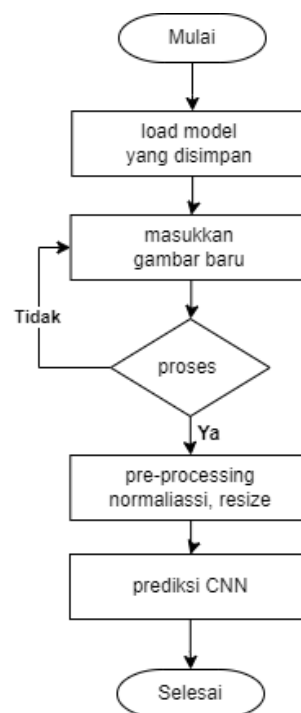 Mulai
load model
yang disimpan
masukkan
gambar baru
Tidak
proses
Ya
pre-processing
normaliassi, resize
prediksi CNN
Selesai